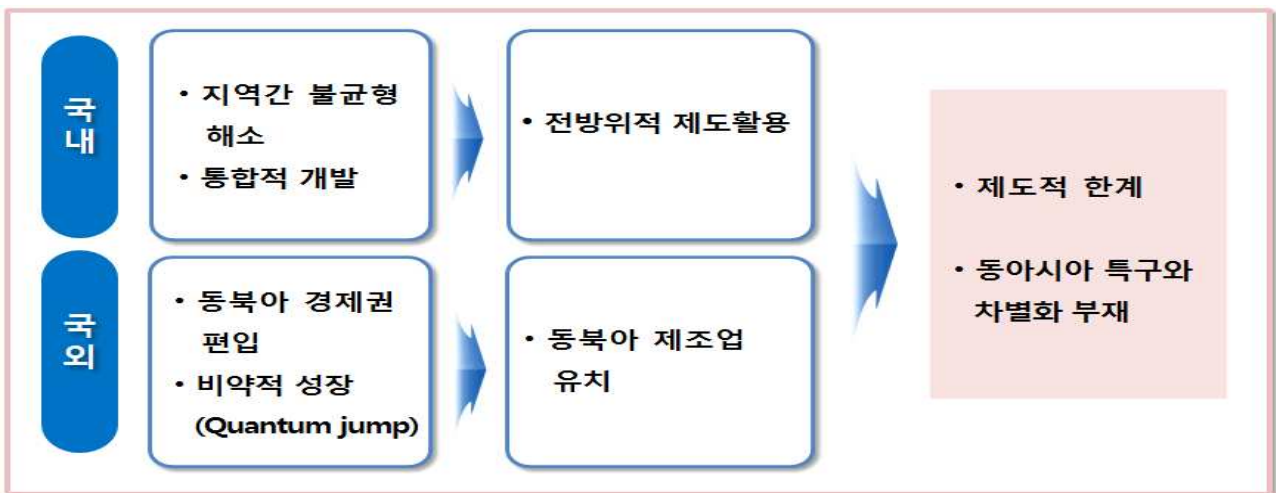 국
내
• 지역간 불균형
해소
• 통합적 개발
• 전방위적 제도활용
국
외
• 동북아 경제권
편입
• 비약적 성장
(Quantum jump)
• 동북아 제조업
유치
• 제도적 한계
• 동아시아 특구와
차별화 부재